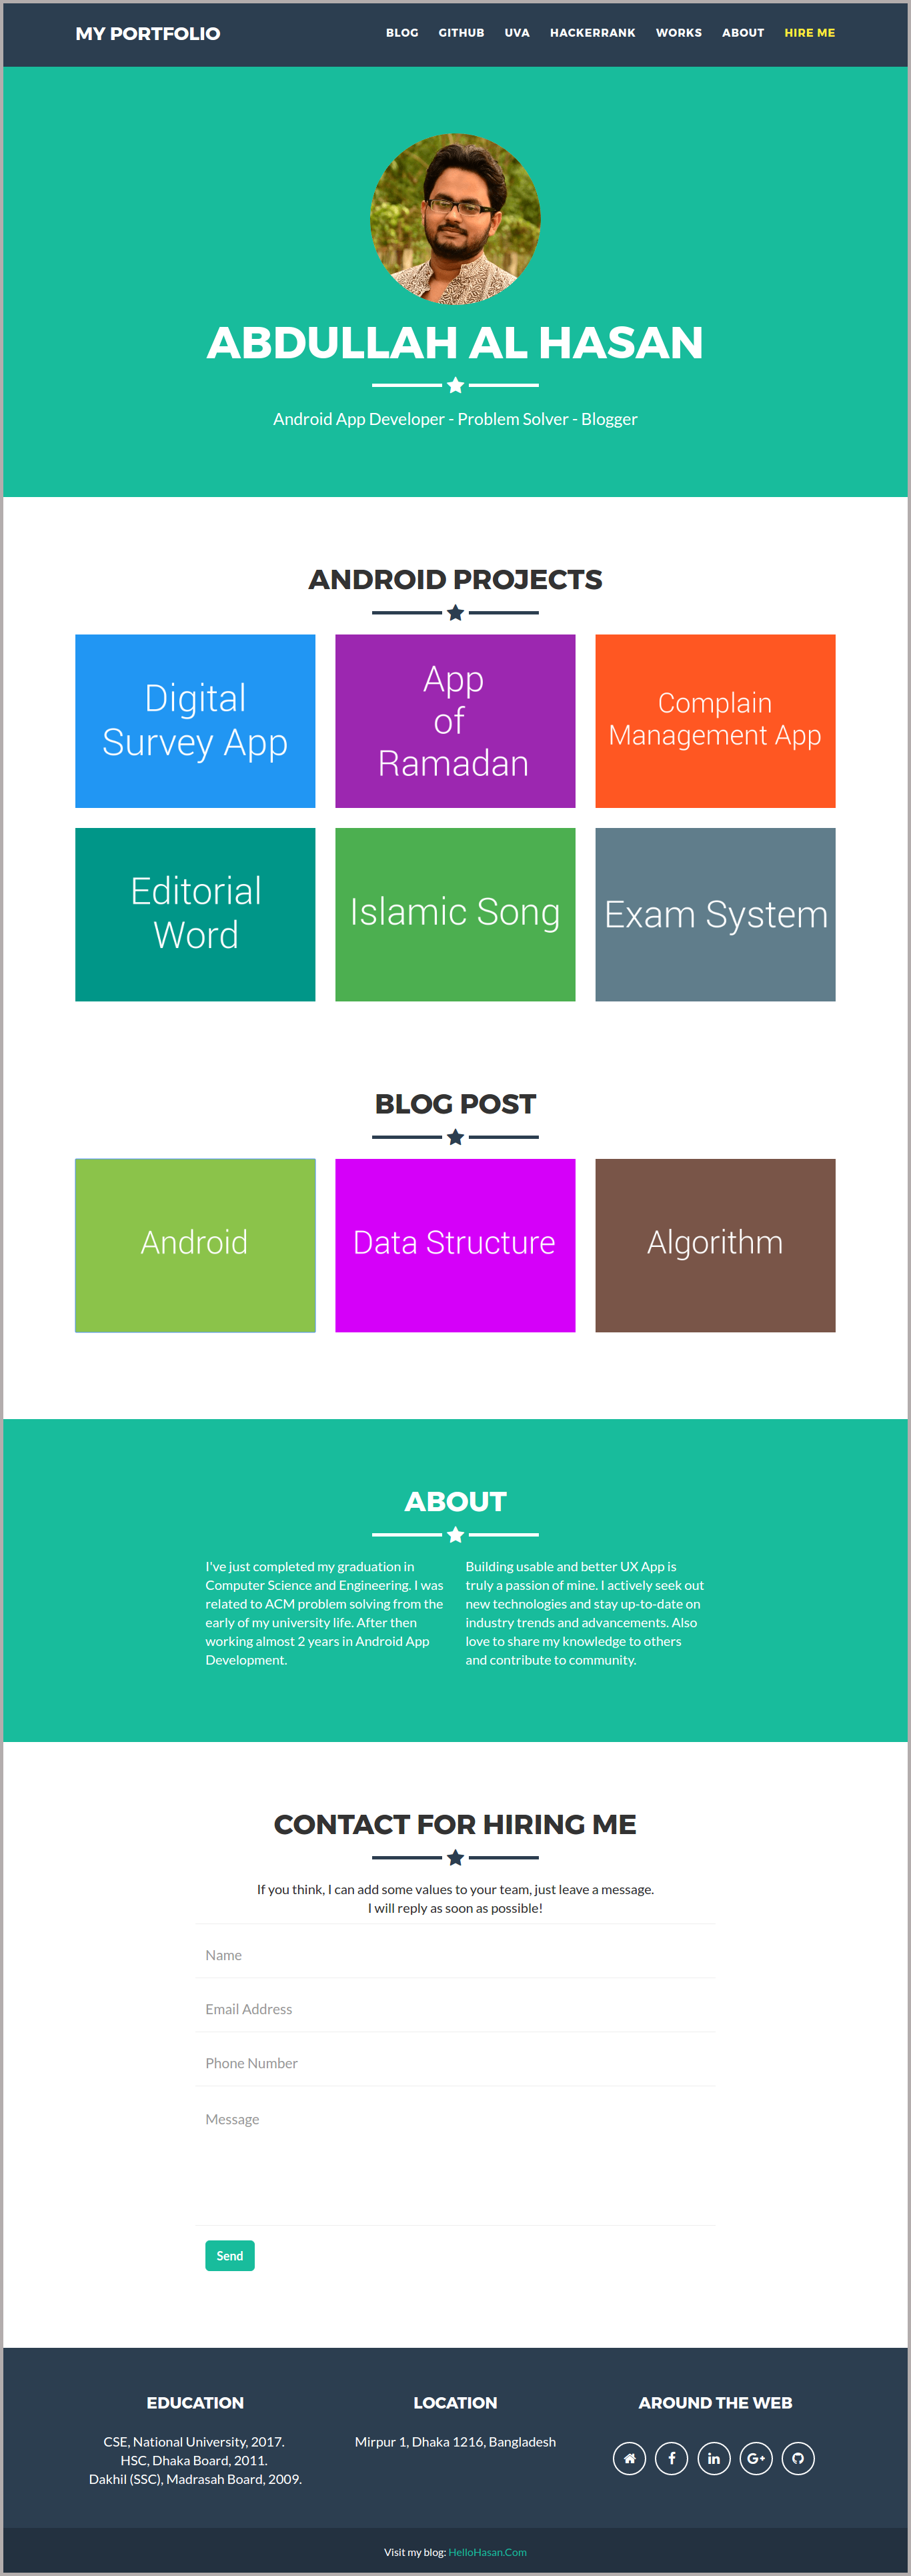 MY PORTFOLIO
BLOG GITHUB UVA HACKERRANK WORKS ABOUT HIRE ME
ABDULLAH AL HASAN
Android App Developer - Problem Solver - Blogger
ANDROID PROJECTS
Digital
Survey App
App
of
Ramadan
Complain
Management App
Editorial
Word
Islamic Song
Exam System
BLOG POST
Android
Data Structure
Algorithm
ABOUT
I've just completed my graduation in
Computer Science and Engineering. I was
related to ACM problem solving from the
early of my university life. After then
working almost 2 years in Android App
Development.
Building usable and better UX App is
truly a passion of mine. I actively seek out
new technologies and stay up-to-date on
industry trends and advancements. Also
love to share my knowledge to others
and contribute to community.
CONTACT FOR HIRING ME
If you think, I can add some values to your team, just leave a message.
I will reply as soon as possible!
Name
Email Address
Phone Number
Message
Send
EDUCATION
CSE, National University, 2017.
HSC, Dhaka Board, 2011.
Dakhil (SSC), Madrasah Board, 2009.
LOCATION
Mirpur 1, Dhaka 1216, Bangladesh
AROUND THE WEB
Visit my blog: HelloHasan.Com